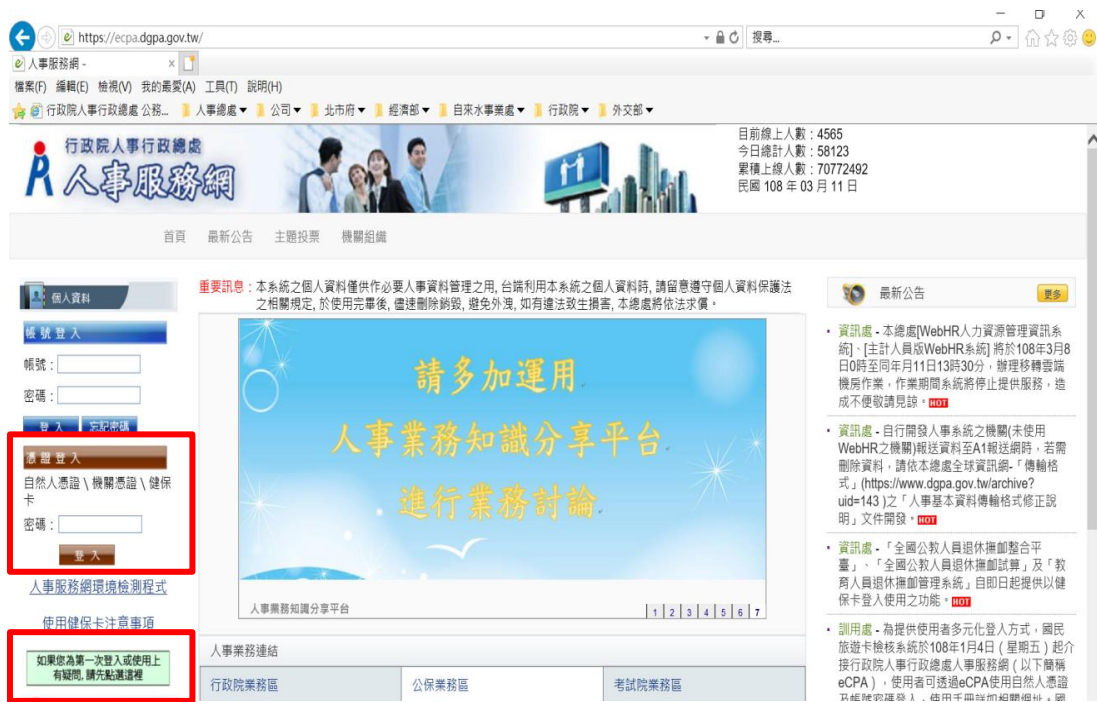 https://ecpa.dgpa.gov.tw/
搜尋...
人事服務網 -
檔案(F) 編輯(E) 檢視(V) 我的最愛(A) 工具(T) 說明(H)
行政院人事行政總處 公務... 人事總處 公司 北市府 經濟部 自來水事業處 行政院 外交部
行政院人事行政總處
人事服務網
目前線上人數 : 4565
今日總計人數 : 58123
累積上線人數 : 70772492
民國 108 年 03 月 11 日
首頁 最新公告 主題投票 機關組織
個人資料
帳號登入
帳號 :
密碼 :
登入 忘記密碼
憑證登入
自然人憑證 \ 機關憑證 \ 健保
卡
密碼 :
登入
人事服務網環境檢測程式
使用健保卡注意事項
如果您為第一次登入或使用上
有疑問, 請先點選這裡
重要訊息 : 本系統之個人資料僅供作必要人事資料管理之用, 台端利用本系統之個人資料時, 請留意遵守個人資料保護法
之相關規定, 於使用完畢後, 儘速刪除銷毀, 避免外洩, 如有違法致生損害, 本總處將依法求償。
請多加運用
人事業務知識分享平台
進行業務討論
人事業務知識分享平台
1 2 3 4 5 6 7
人事業務連結
行政院業務區 公保業務區 考試院業務區
最新公告 更多
資訊處 - 本總處[WebHR人力資源管理資訊系
統]、[主計人員版WebHR系統] 將於108年3月8
日0時至同年月11日13時30分,辦理移轉雲端
機房作業,作業期間系統將停止提供服務,造
成不便敬請見諒。HOT
資訊處 - 自行開發人事系統之機關(未使用
WebHR之機關)報送資料至A1報送網時,若需
刪除資料,請依本總處全球資訊網-「傳輸格
式」(https://www.dgpa.gov.tw/archive?
uid=143 )之「人事基本資料傳輸格式修正說
明」文件開發。HOT
資訊處 - 「全國公教人員退休撫卹整合平
臺」、「全國公教人員退休撫卹試算」及「教
育人員退休撫卹管理系統」自即日起提供以健
保卡登入使用之功能。HOT
訓用處 - 為提供使用者多元化登入方式,國民
旅遊卡檢核系統於108年1月4日(星期五)起介
接行政院人事行政總處人事服務網(以下簡稱
eCPA),使用者可透過eCPA使用自然人憑證
及帳號密碼登入,使用手冊詳如相關網址。國